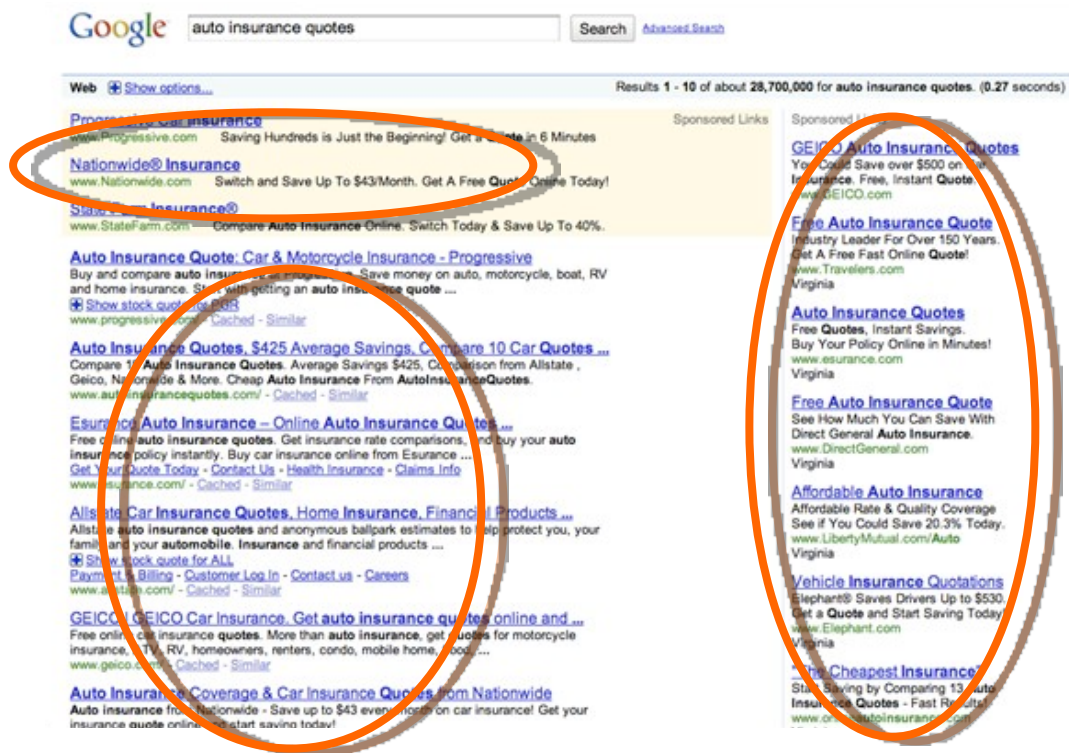 Google auto insurance quotes Search Advanced Search
Web Show options... Results 1 - 10 of about 28,700,000 for auto insurance quotes. (0.27 seconds)
Progressive Car Insurance Sponsored Links
www.Progressive.com Saving Hundreds is Just the Beginning! Get a Quote in 6 Minutes
Nationwide® Insurance
www.Nationwide.com Switch and Save Up To $43/Month. Get A Free Quote Online Today!
State Farm Insurance®
www.StateFarm.com Compare Auto Insurance Online. Switch Today & Save Up To 40%.
Auto Insurance Quote: Car & Motorcycle Insurance - Progressive
Buy and compare auto insurance at Progressive. Save money on auto, motorcycle, boat, RV
and home insurance. Start with getting an auto insurance quote ...
Show stock quote for PGR
www.progressive.com/ - Cached - Similar
Auto Insurance Quotes, $425 Average Savings, Compare 10 Car Quotes ...
Compare 10 Auto Insurance Quotes. Average Savings $425, Comparison from Allstate ,
Geico, Nationwide & More. Cheap Auto Insurance From AutoInsuranceQuotes.
www.autoinsurancequotes.com/ - Cached - Similar
Esurance Auto Insurance – Online Auto Insurance Quotes ...
Free online auto insurance quotes. Get insurance rate comparisons, and buy your auto
insurance policy instantly. Buy car insurance online from Esurance ...
Get Your Quote Today - Contact Us - Health Insurance - Claims Info
www.esurance.com/ - Cached - Similar
Allstate Car Insurance Quotes, Home Insurance, Financial Products ...
Allstate auto insurance quotes and anonymous ballpark estimates to help protect you, your
family and your automobile. Insurance and financial products ....
Show stock quote for ALL
Payment & Billing - Customer Log In - Contact us - Careers
www.allstate.com/ - Cached - Similar
GEICO | GEICO Car Insurance. Get auto insurance quotes online and ...
Free online car insurance quotes. More than auto insurance, get quotes for motorcycle
insurance, ATV, RV, homeowners, renters, condo, mobile home, flood, ...
www.geico.com/ - Cached - Similar
Auto Insurance Coverage & Car Insurance Quotes from Nationwide
Auto insurance from Nationwide - Save up to $43 every month on car insurance! Get your
insurance quote online and start saving today!
Sponsored Links
GEICO Auto Insurance Quotes
You Could Save over $500 on Car
Insurance. Free, Instant Quote.
www.GEICO.com
Free Auto Insurance Quote
Industry Leader For Over 150 Years.
Get A Free Fast Online Quote!
www.Travelers.com
Virginia
Auto Insurance Quotes
Free Quotes, Instant Savings.
Buy Your Policy Online in Minutes!
www.esurance.com
Virginia
Free Auto Insurance Quote
See How Much You Can Save With
Direct General Auto Insurance.
www.DirectGeneral.com
Virginia
Affordable Auto Insurance
Affordable Rate & Quality Coverage
See if You Could Save 20.3% Today.
www.LibertyMutual.com/Auto
Virginia
Vehicle Insurance Quotations
Elephant® Saves Drivers Up to $530.
Get a Quote and Start Saving Today!
www.Elephant.com
Virginia
"The Cheapest Insurance"
Start Saving by Comparing 13 Auto
Insurance Quotes - Fast Results!
www.onlineautoinsurance.com